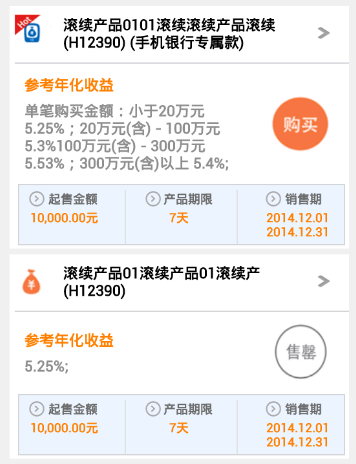 Hot
滚续产品0101滚续滚续产品滚续
(H12390) (手机银行专属款)
参考年化收益
单笔购买金额：小于20万元
5.25%；20万元(含) - 100万元
5.3%100万元(含) - 300万元
5.53%；300万元(含)以上 5.4%;
购买
起售金额
10,000.00元
产品期限
7天
销售期
2014.12.01
2014.12.31
滚续产品01滚续产品01滚续产
(H12390)
参考年化收益
5.25%;
售罄
起售金额
10,000.00元
产品期限
7天
销售期
2014.12.01
2014.12.31